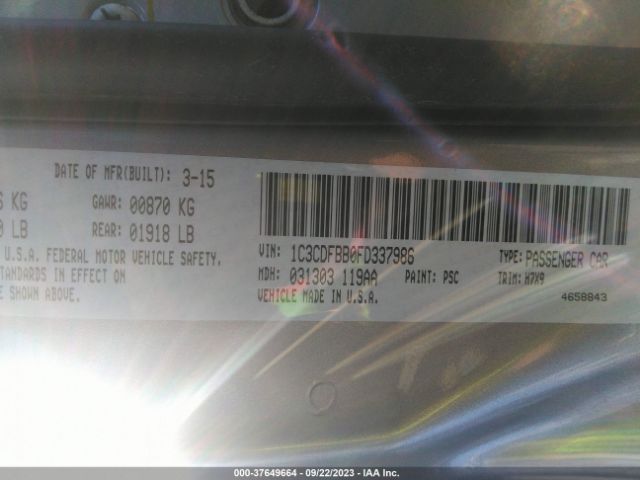 DATE OF MFR(BUILT): 3-15
KG GAWR: 00870 KG
LB REAR: 01918 LB
U.S.A. FEDERAL MOTOR VEHICLE SAFETY.
STANDARDS IN EFFECT ON
SHOWN ABOVE.
VIN: 1C3CDFBB0FD337986 TYPE: PASSENGER CAR
MDH: 031303 119AA PAINT: PSC TRIM: H7X9
VEHICLE MADE IN U.S.A. 4658843
000-37649664 - 09/22/2023 - IAA Inc.